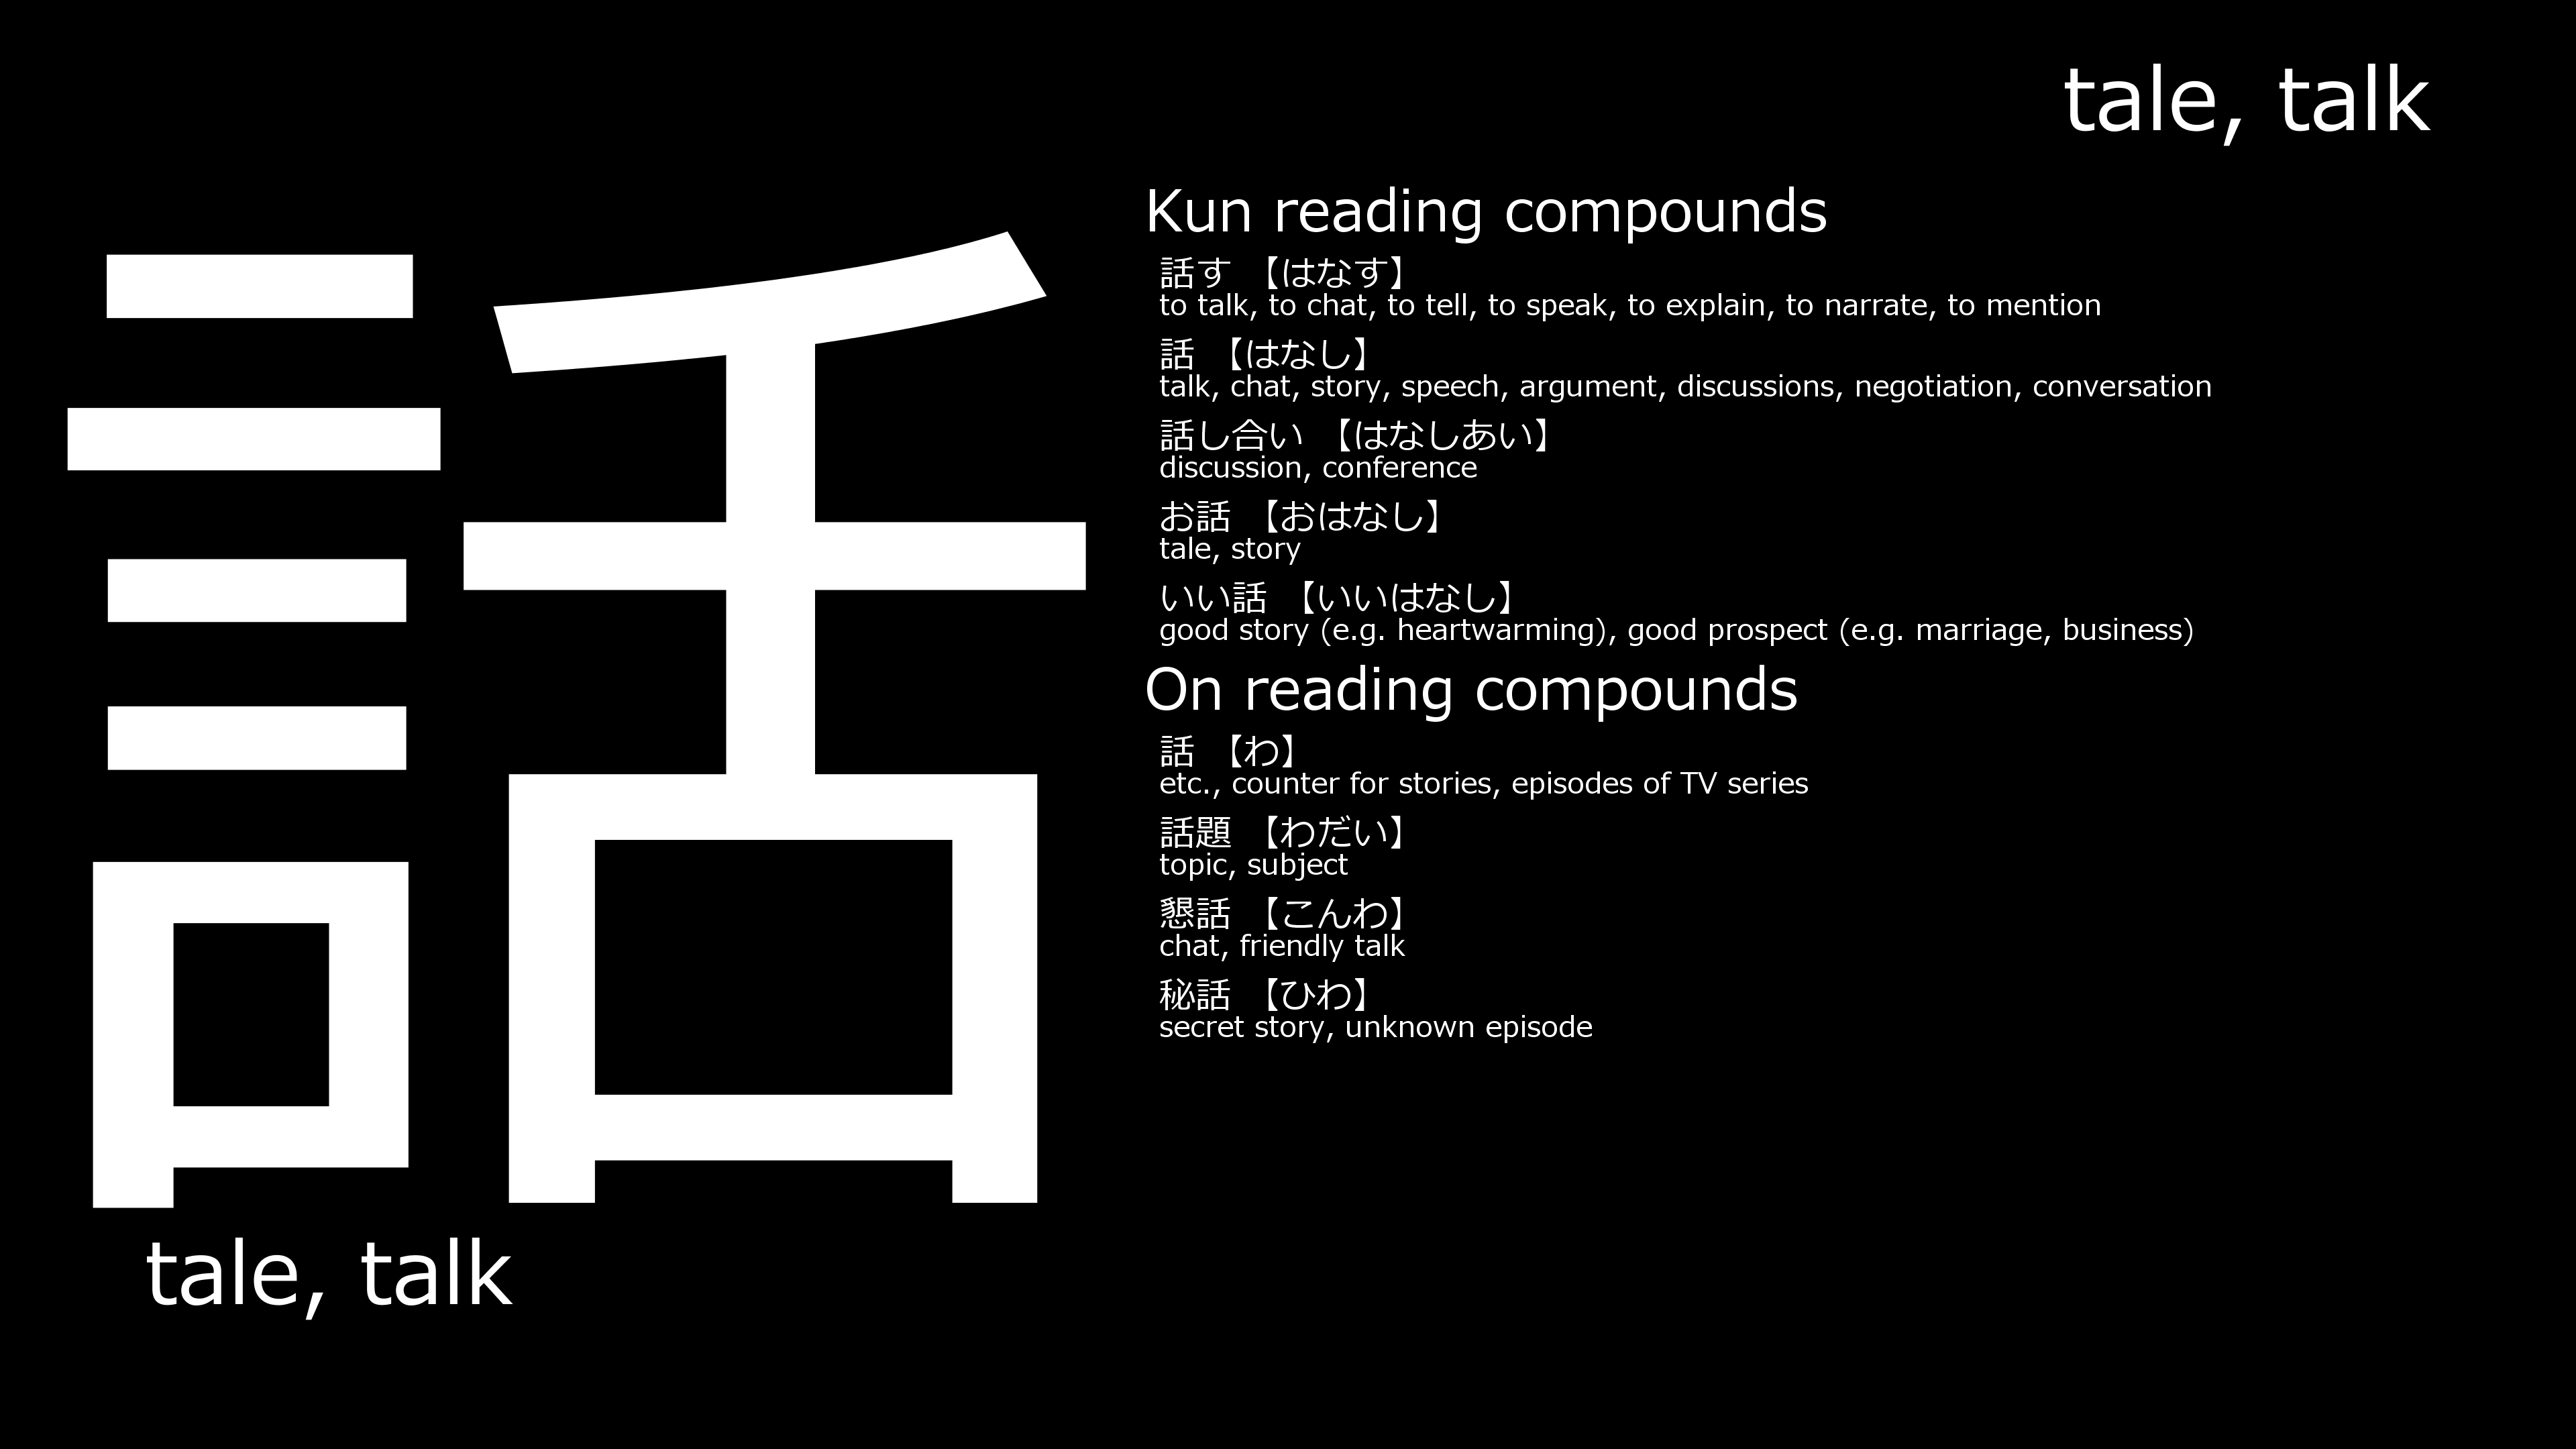 tale, talk
話
tale, talk
Kun reading compounds
話す 【はなす】
to talk, to chat, to tell, to speak, to explain, to narrate, to mention
話 【はなし】
talk, chat, story, speech, argument, discussions, negotiation, conversation
話し合い 【はなしあい】
discussion, conference
お話 【おはなし】
tale, story
いい話 【いいはなし】
good story (e.g. heartwarming), good prospect (e.g. marriage, business)
On reading compounds
話 【わ】
etc., counter for stories, episodes of TV series
話題 【わだい】
topic, subject
懇話 【こんわ】
chat, friendly talk
秘話 【ひわ】
secret story, unknown episode